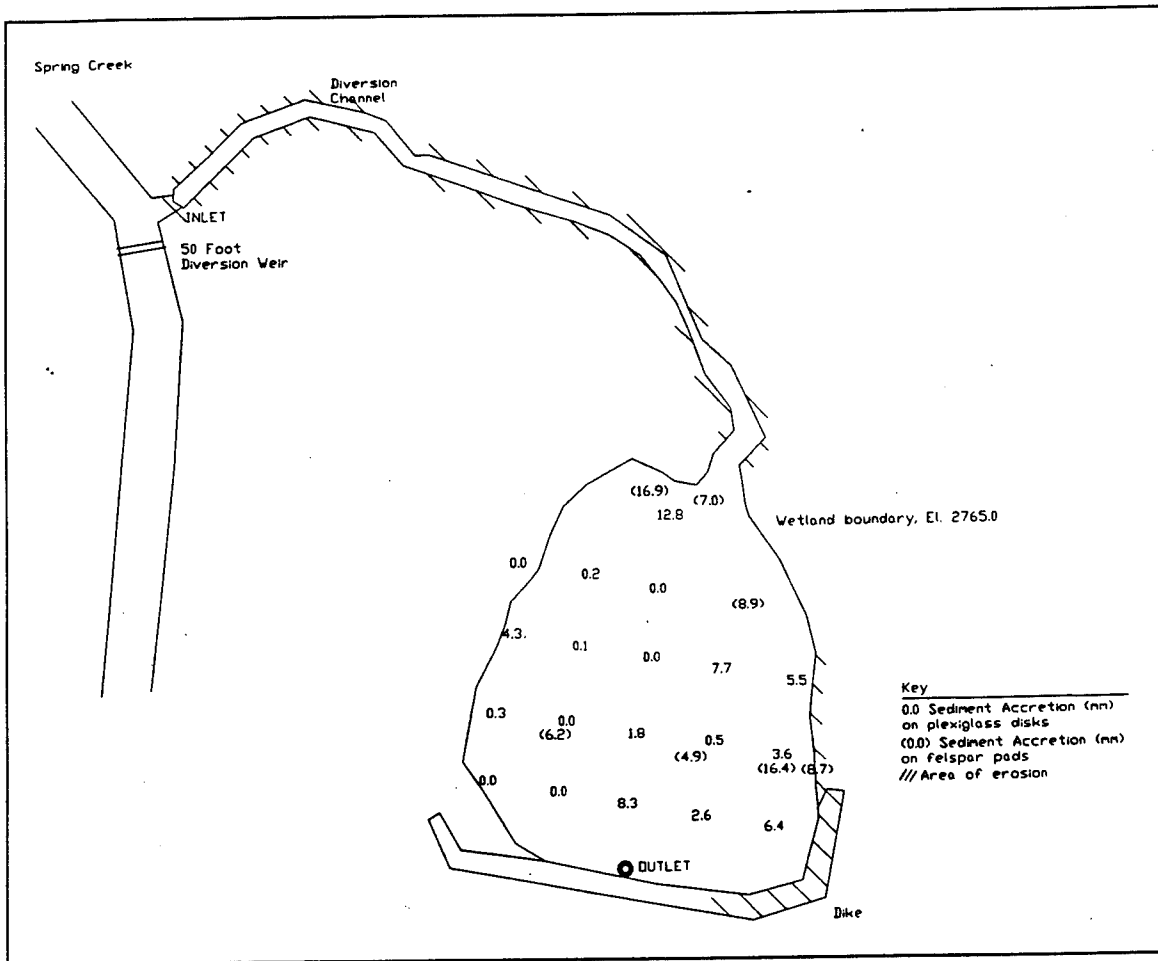 Spring Creek
Diversion
Channel
INLET
50 Foot
Diversion Weir
(16.9)
(7.0)
12.8
Wetland boundary, El. 2765.0
0.0
0.2
0.0
(8.9)
4.3
0.1
0.0
7.7
5.5
Key
0.0 Sediment Accretion (mm)
on plexiglass disks
(0.0) Sediment Accretion (mm)
on felspar pads
/// Area of erosion
0.3
0.0
(6.2)
1.8
0.5
(4.9)
3.6
(16.4)
(8.7)
0.0
0.0
8.3
2.6
6.4
OUTLET
Dike